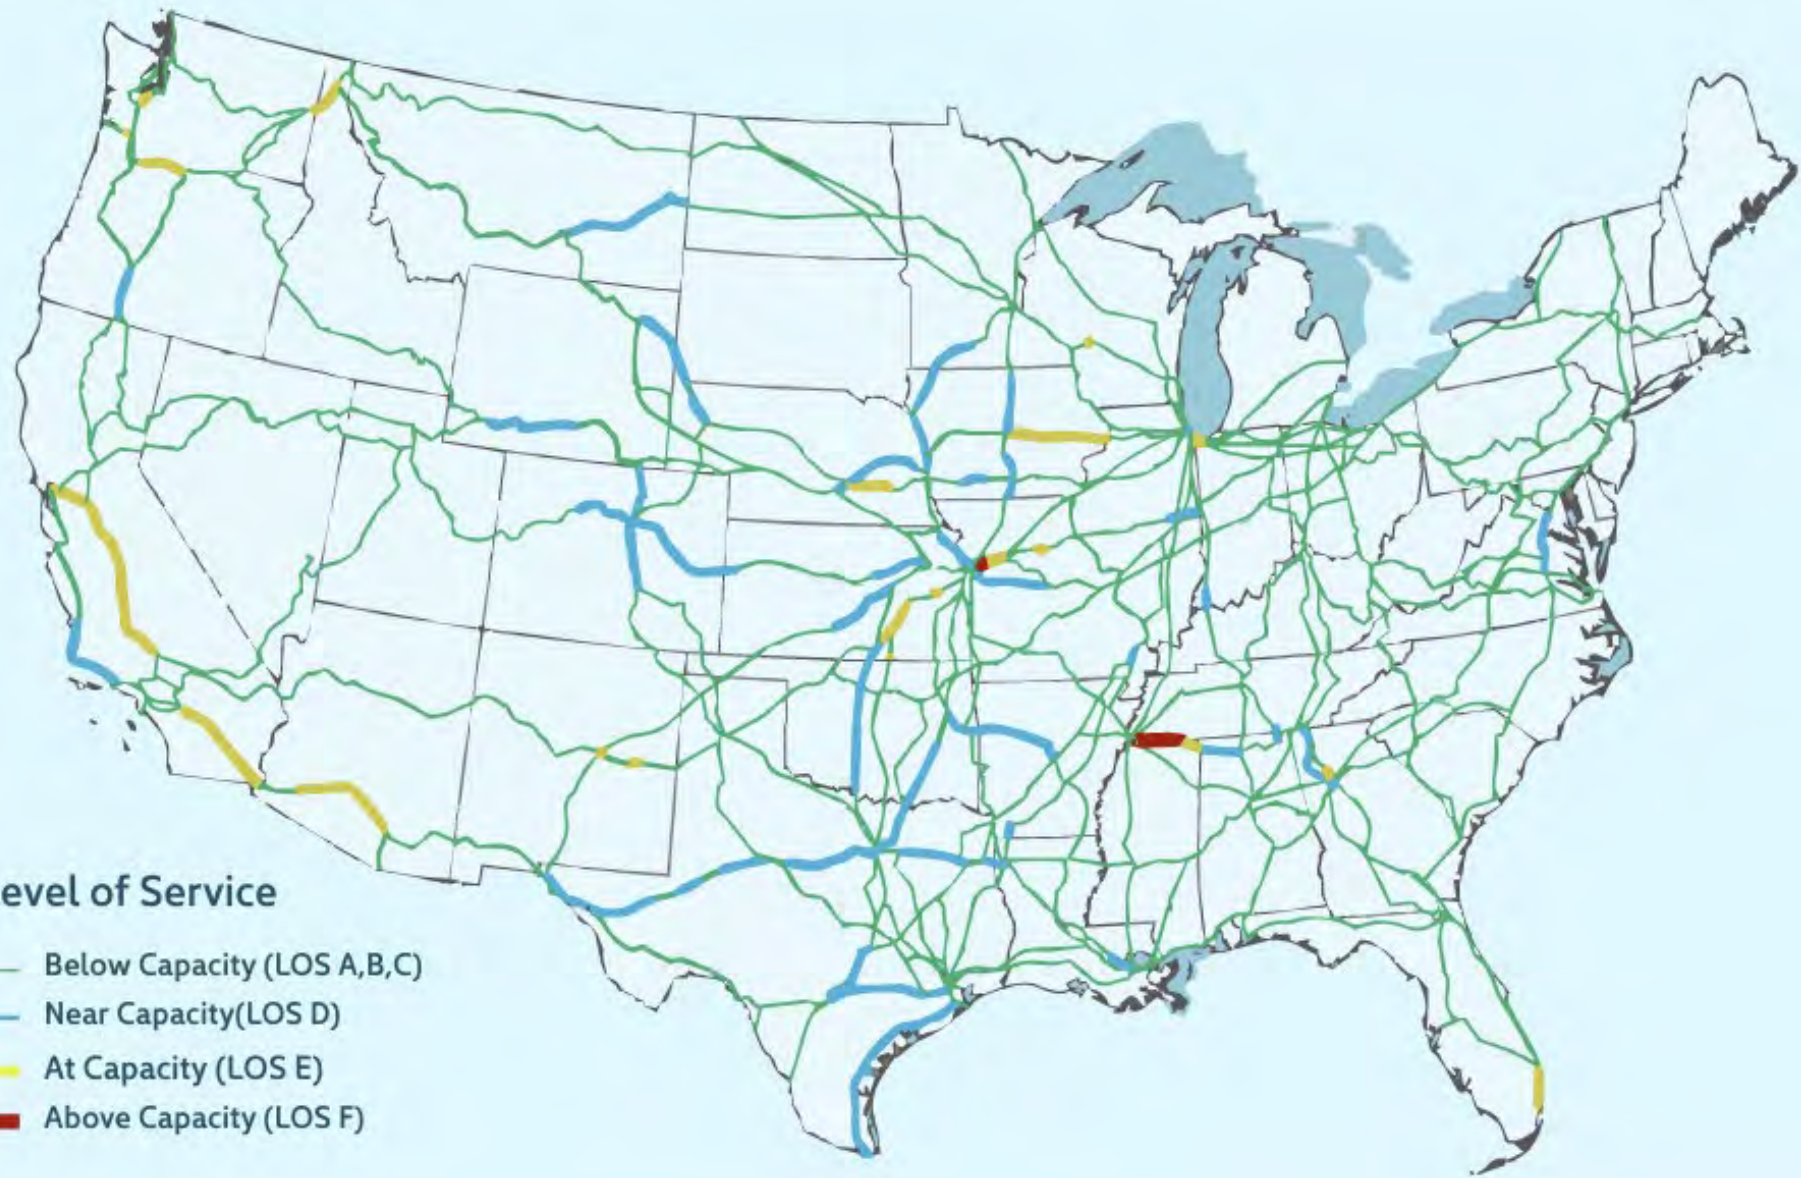 evel of Service
Below Capacity (LOS A,B,C)
Near Capacity(LOS D)
At Capacity (LOS E)
Above Capacity (LOS F)